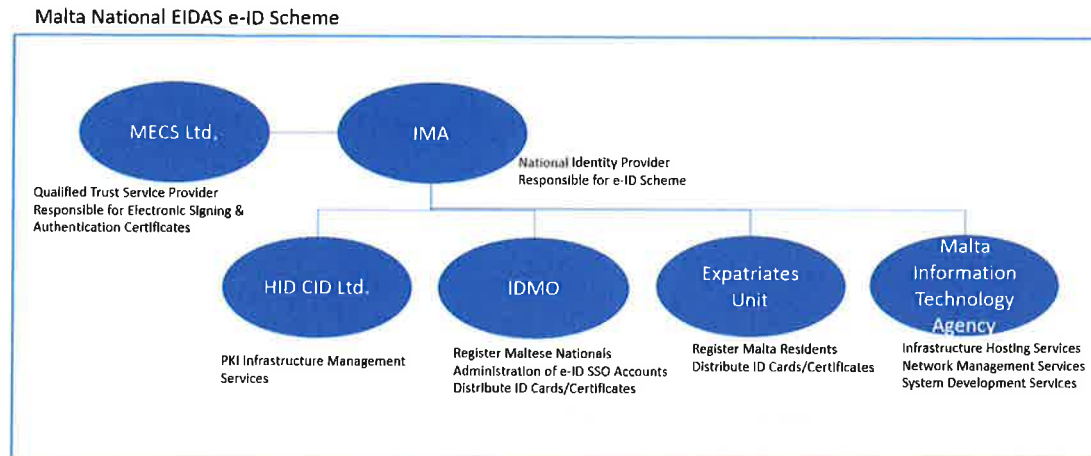 Malta National EIDAS e-ID Scheme
MECS Ltd.
IMA
National Identity Provider
Responsible for e-ID Scheme
Qualified Trust Service Provider
Responsible for Electronic Signing &
Authentication Certificates
HID CID Ltd.
IDMO
Expatriates
Unit
Malta
Information
Technology
Agency
PKI Infrastructure Management
Services
Register Maltese Nationals
Administration of e-ID SSO Accounts
Distribute ID Cards/Certificates
Register Malta Residents
Distribute ID Cards/Certificates
Infrastructure Hosting Services
Network Management Services
System Development Services